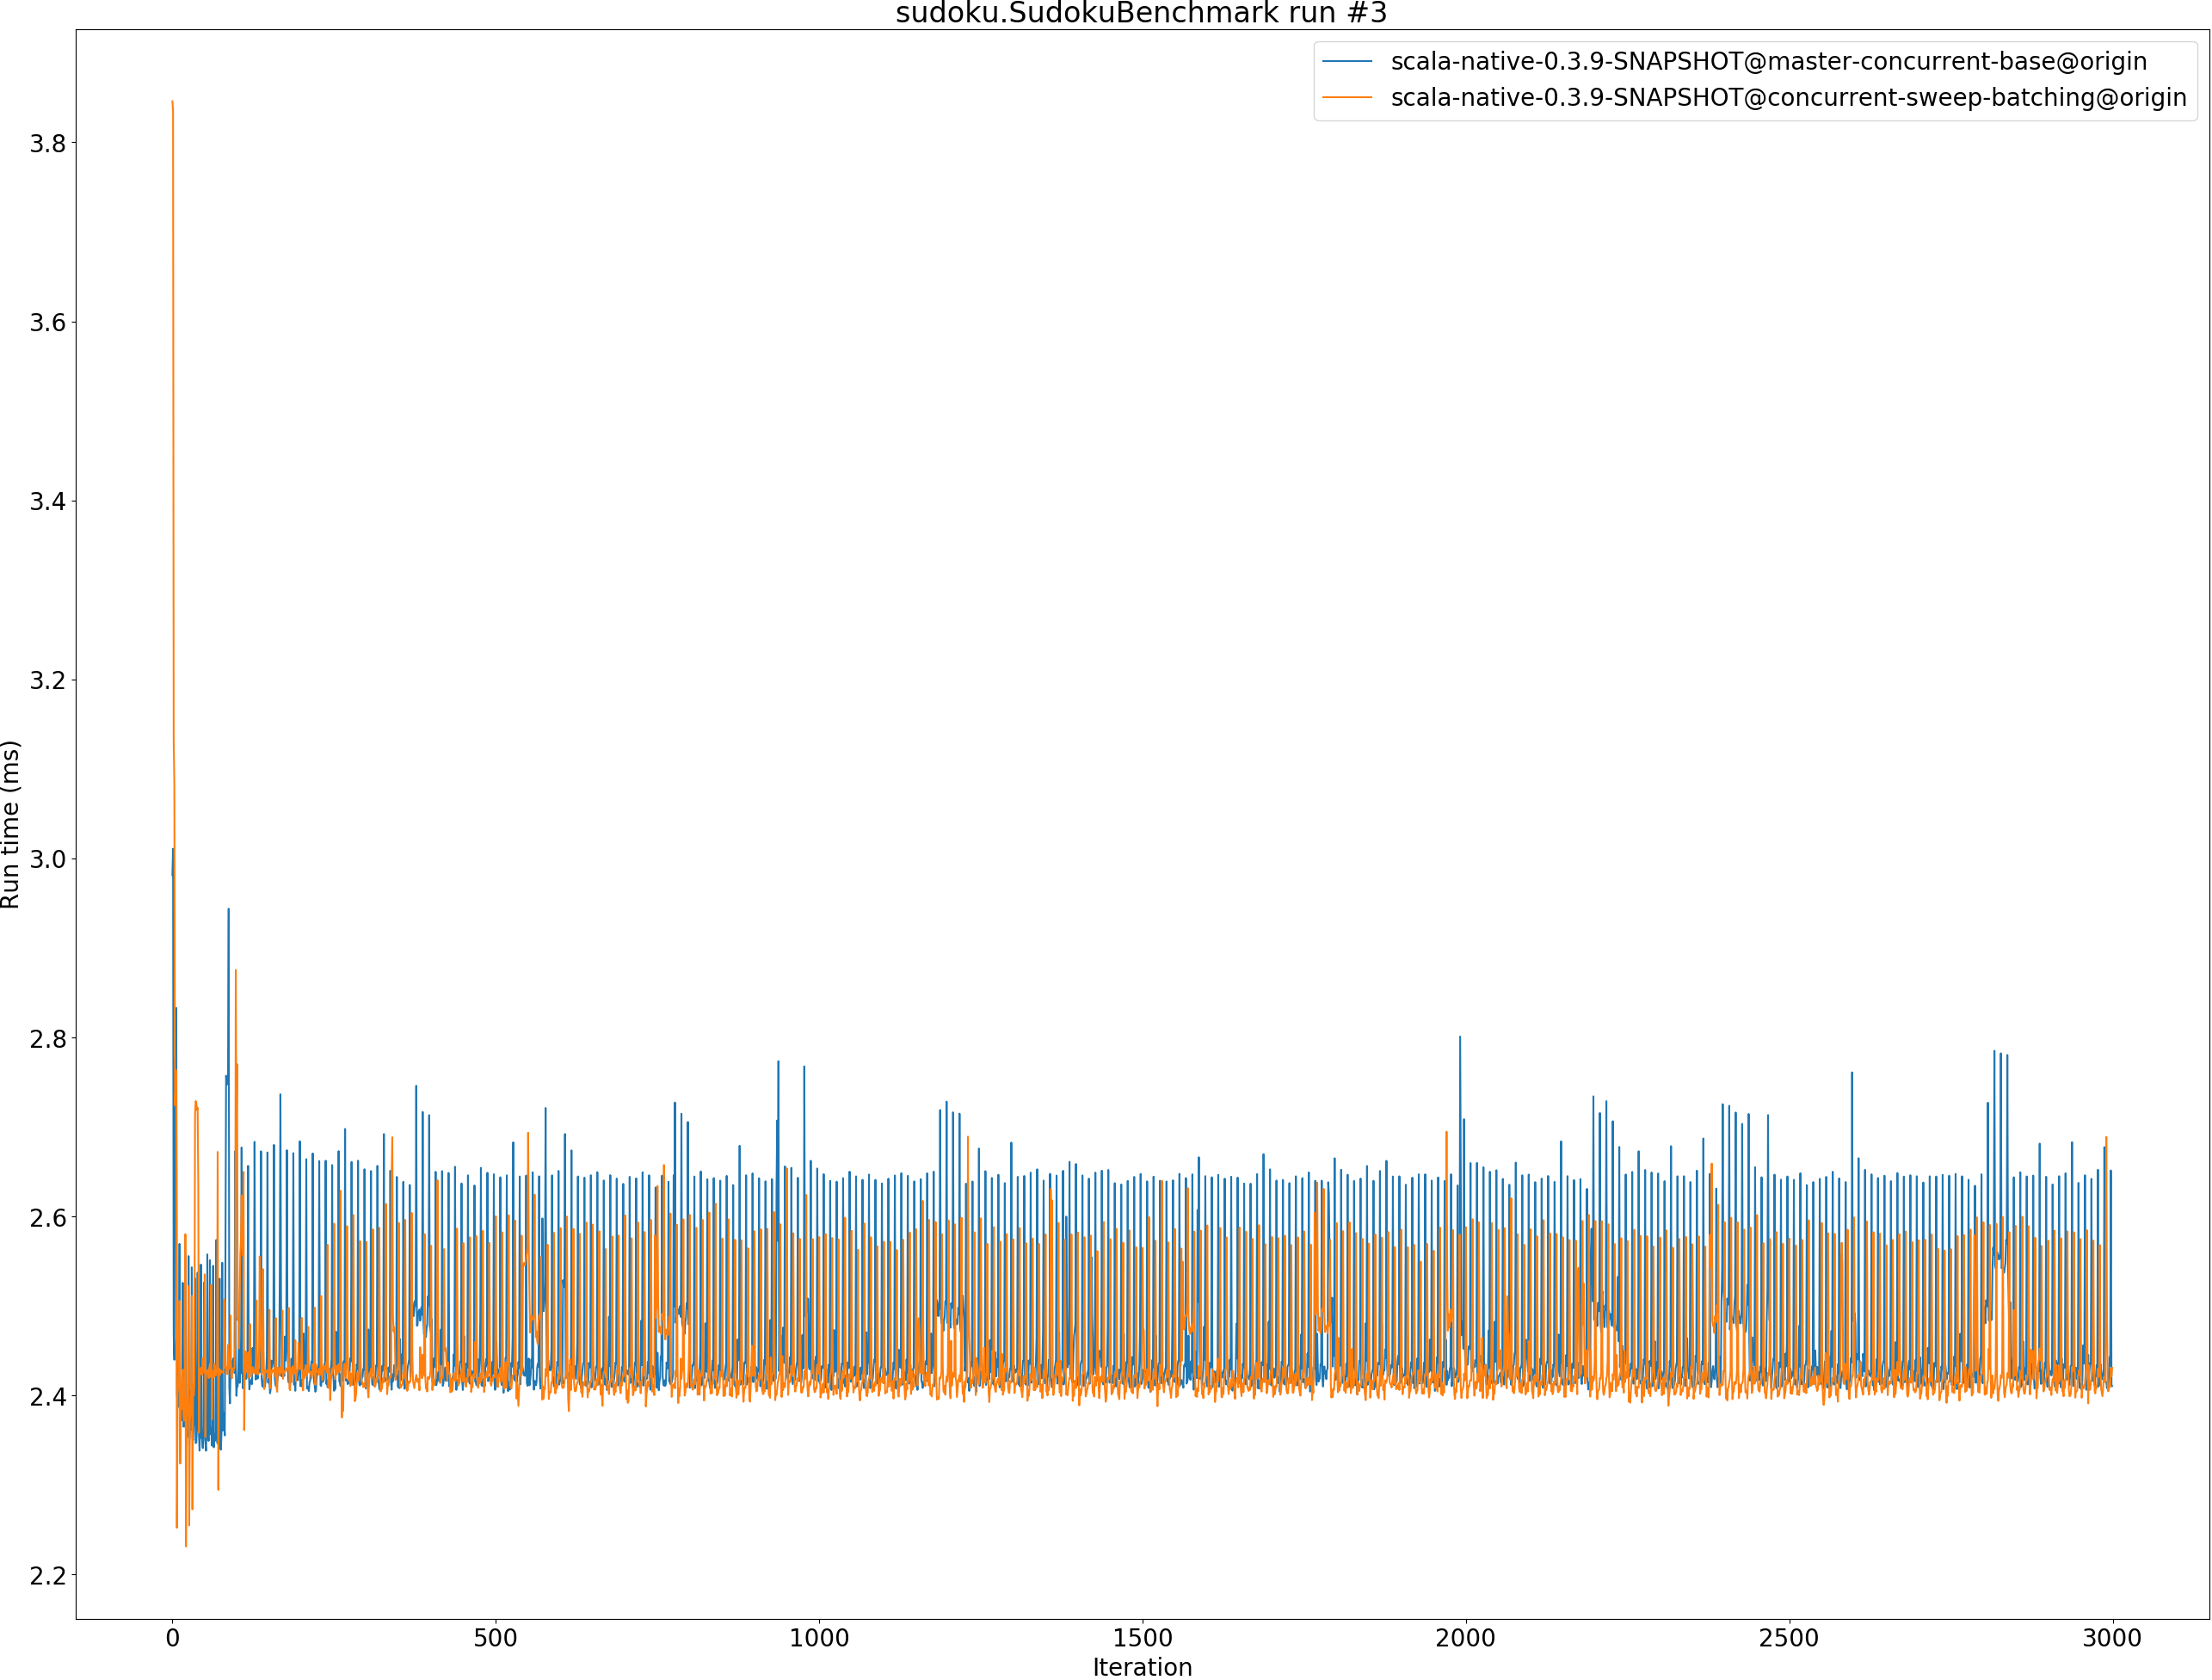 sudoku.SudokuBenchmark run #3
scala-native-0.3.9-SNAPSHOT@master-concurrent-base@origin
scala-native-0.3.9-SNAPSHOT@concurrent-sweep-batching@origin
Run time (ms)
3.8
3.6
3.4
3.2
3.0
2.8
2.6
2.4
2.2
0 500 1000 1500 2000 2500 3000
Iteration